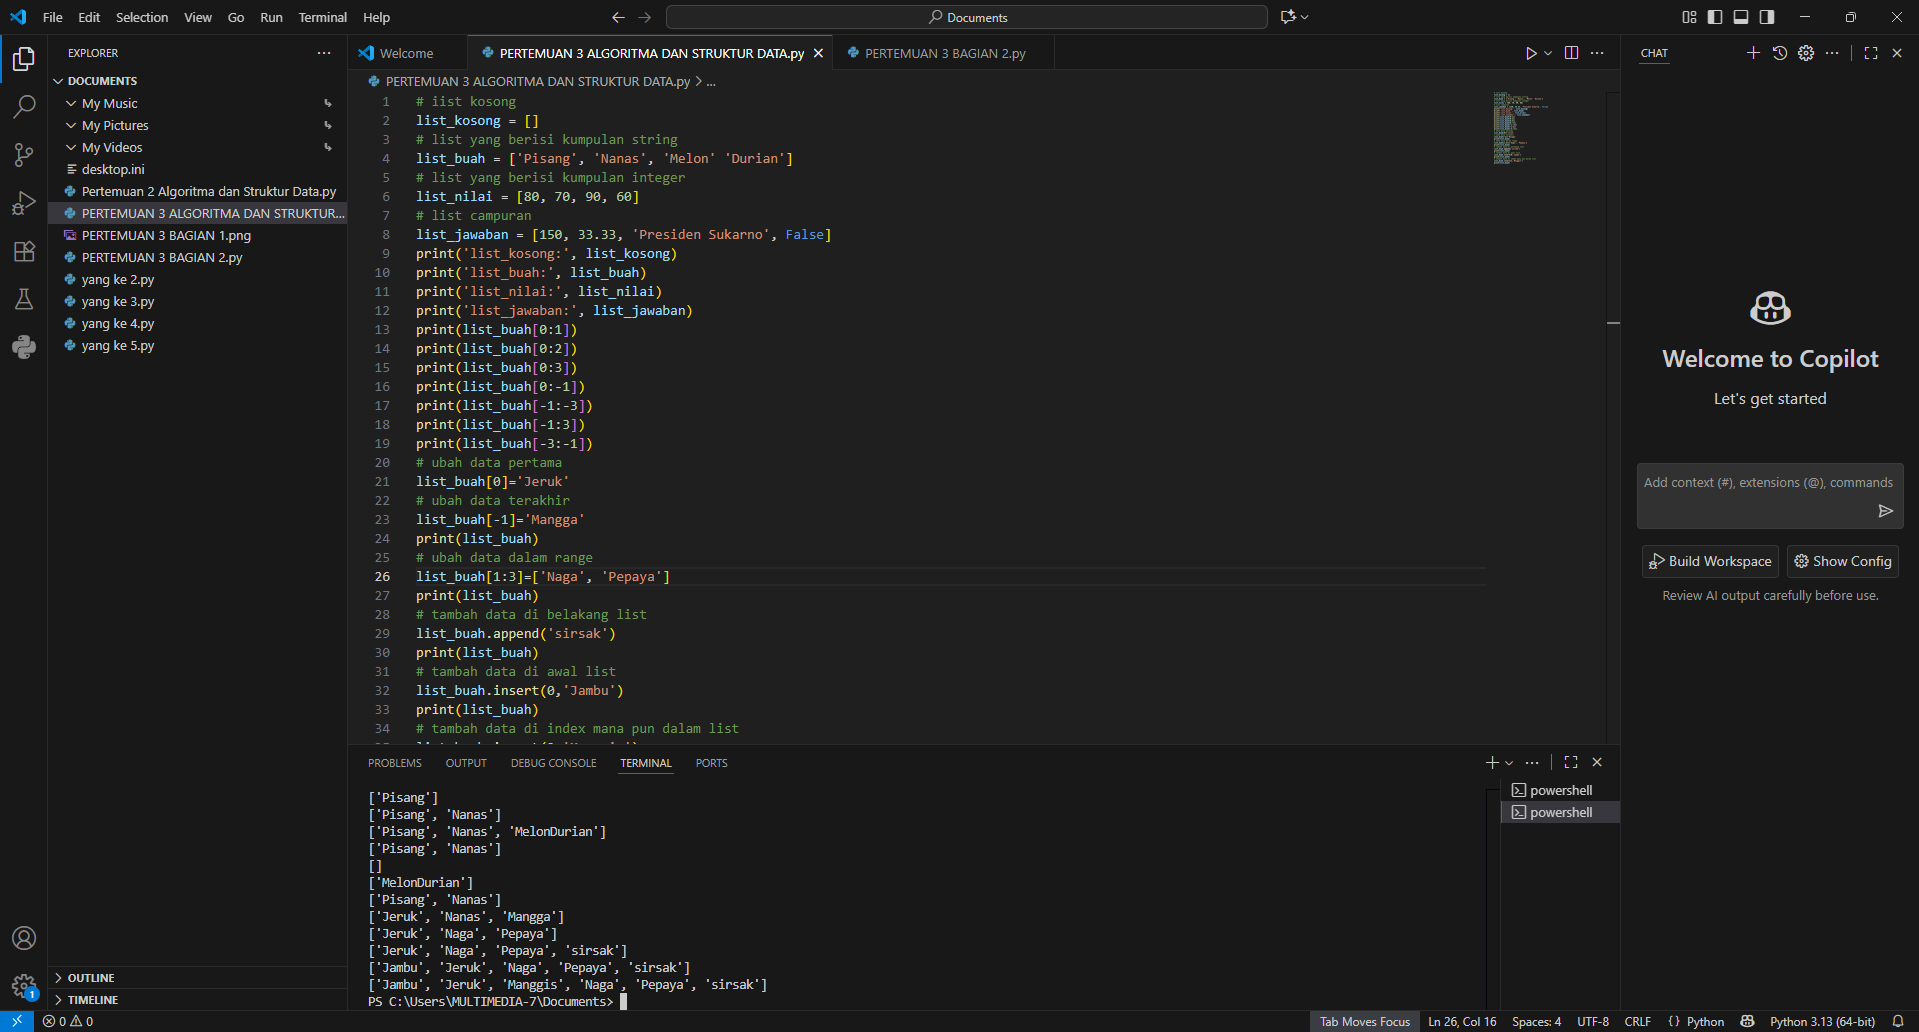 File Edit Selection View Go Run Terminal Help
Documents
EXPLORER
DOCUMENTS
My Music
My Pictures
My Videos
desktop.ini
Pertemuan 2 Algoritma dan Struktur Data.py
PERTEMUAN 3 ALGORITMA DAN STRUKTUR...
PERTEMUAN 3 BAGIAN 1.png
PERTEMUAN 3 BAGIAN 2.py
yang ke 2.py
yang ke 3.py
yang ke 4.py
yang ke 5.py
OUTLINE
TIMELINE
Welcome
PERTEMUAN 3 ALGORITMA DAN STRUKTUR DATA.py
PERTEMUAN 3 BAGIAN 2.py
PERTEMUAN 3 ALGORITMA DAN STRUKTUR DATA.py > ...
1 # iist kosong
2 list_kosong = []
3 # list yang berisi kumpulan string
4 list_buah = ['Pisang', 'Nanas', 'Melon' 'Durian']
5 # list yang berisi kumpulan integer
6 list_nilai = [80, 70, 90, 60]
7 # list campuran
8 list_jawaban = [150, 33.33, 'Presiden Sukarno', False]
9 print('list_kosong:', list_kosong)
10 print('list_buah:', list_buah)
11 print('list_nilai:', list_nilai)
12 print('list_jawaban:', list_jawaban)
13 print(list_buah[0:1])
14 print(list_buah[0:2])
15 print(list_buah[0:3])
16 print(list_buah[0:-1])
17 print(list_buah[-1:-3])
18 print(list_buah[-1:3])
19 print(list_buah[-3:-1])
20 # ubah data pertama
21 list_buah[0]='Jeruk'
22 # ubah data terakhir
23 list_buah[-1]='Mangga'
24 print(list_buah)
25 # ubah data dalam range
26 list_buah[1:3]=['Naga', 'Pepaya']
27 print(list_buah)
28 # tambah data di belakang list
29 list_buah.append('sirsak')
30 print(list_buah)
31 # tambah data di awal list
32 list_buah.insert(0,'Jambu')
33 print(list_buah)
34 # tambah data di index mana pun dalam list
PROBLEMS OUTPUT DEBUG CONSOLE TERMINAL PORTS
['Pisang']
['Pisang', 'Nanas']
['Pisang', 'Nanas', 'MelonDurian']
['Pisang', 'Nanas']
[]
['MelonDurian']
['Pisang', 'Nanas']
['Jeruk', 'Nanas', 'Mangga']
['Jeruk', 'Naga', 'Pepaya']
['Jeruk', 'Naga', 'Pepaya', 'sirsak']
['Jambu', 'Jeruk', 'Naga', 'Pepaya', 'sirsak']
['Jambu', 'Jeruk', 'Manggis', 'Naga', 'Pepaya', 'sirsak']
PS C:\Users\MULTIMEDIA-7\Documents>
powershell
powershell
CHAT
Welcome to Copilot
Let's get started
Add context (#), extensions (@), commands
Build Workspace
Show Config
Review AI output carefully before use.
1
0 0
Tab Moves Focus
Ln 26, Col 16
Spaces: 4
UTF-8
CRLF
{ } Python
Python 3.13 (64-bit)